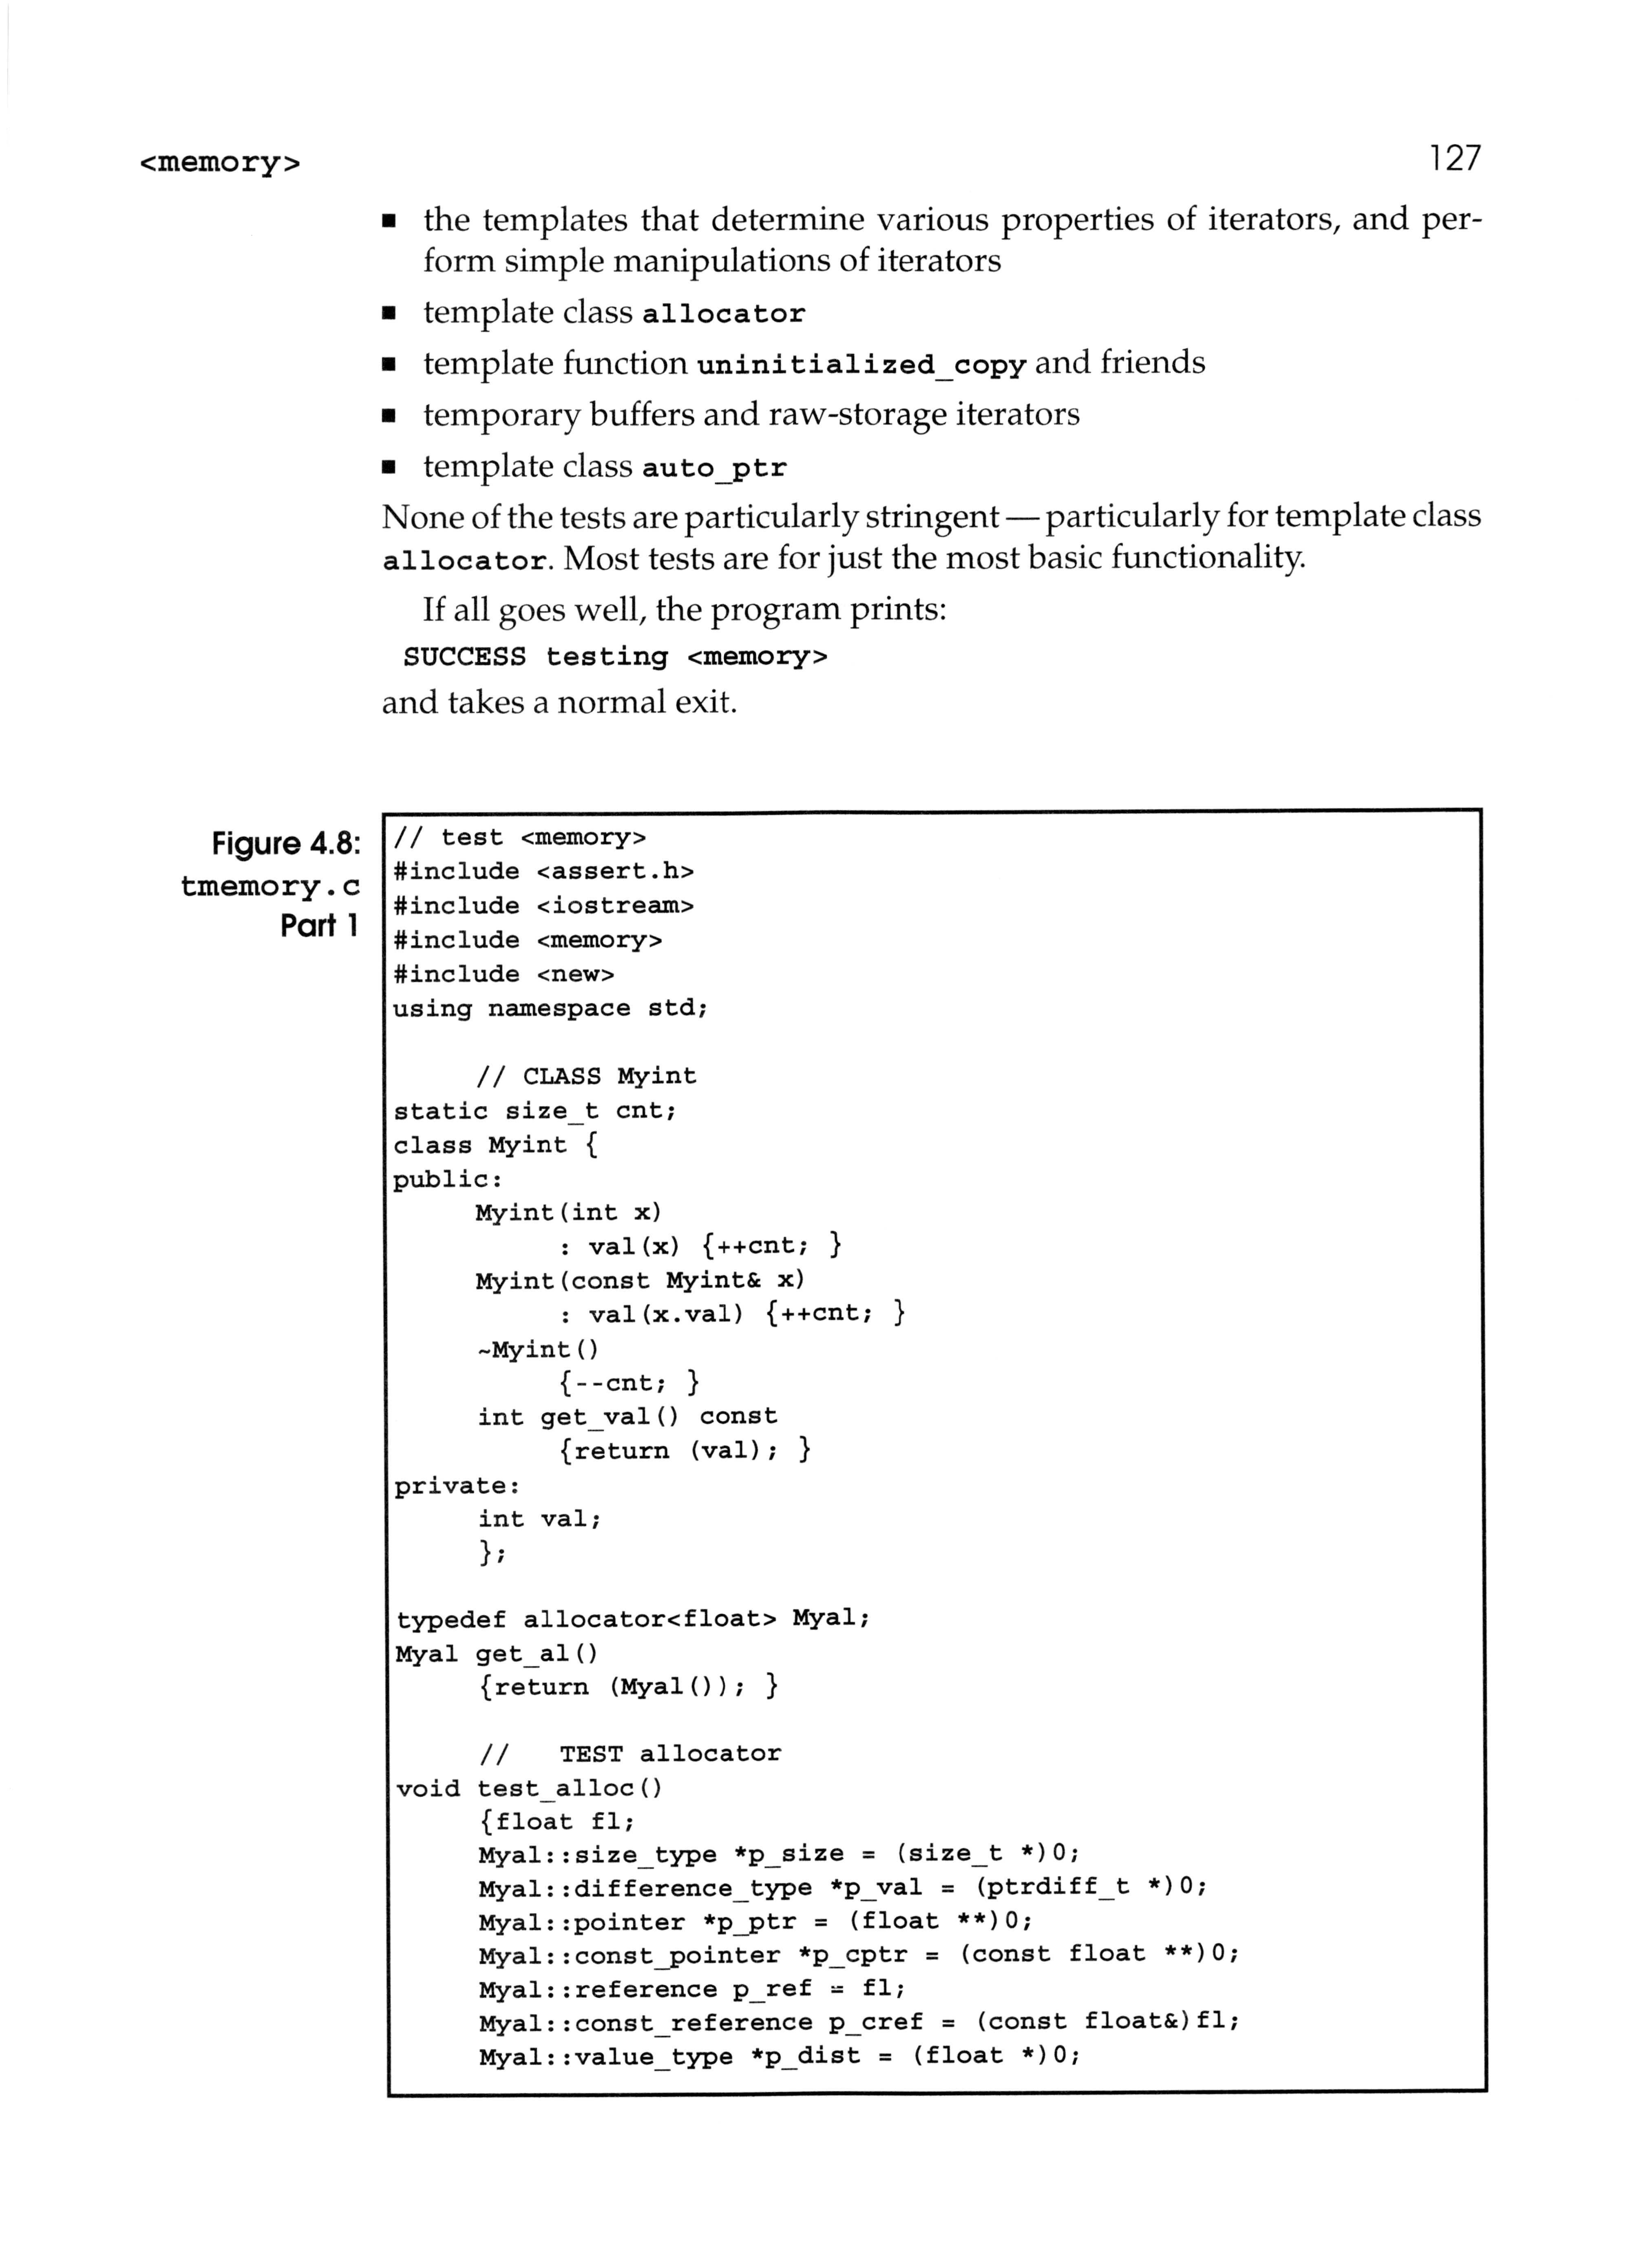 <memory>
127
■ the templates that determine various properties of iterators, and per-
form simple manipulations of iterators
■ template class allocator
■ template function uninitialized_copy and friends
■ temporary buffers and raw-storage iterators
■ template class auto_ptr
None of the tests are particularly stringent — particularly for template class
allocator. Most tests are for just the most basic functionality.
If all goes well, the program prints:
SUCCESS testing <memory>
and takes a normal exit.
Figure 4.8:
tmemory.c
Part 1
// test <memory>
#include <assert.h>
#include <iostream>
#include <memory>
#include <new>
using namespace std;

      // CLASS Myint
static size_t cnt;
class Myint {
public:
      Myint(int x)
            : val(x) {++cnt; }
      Myint(const Myint& x)
            : val(x.val) {++cnt; }
      ~Myint()
            {--cnt; }
      int get_val() const
            {return (val); }
private:
      int val;
      };

typedef allocator<float> Myal;
Myal get_al()
      {return (Myal()); }

      //   TEST allocator
void test_alloc()
      {float fl;
      Myal::size_type *p_size = (size_t *)0;
      Myal::difference_type *p_val = (ptrdiff_t *)0;
      Myal::pointer *p_ptr = (float **)0;
      Myal::const_pointer *p_cptr = (const float **)0;
      Myal::reference p_ref = fl;
      Myal::const_reference p_cref = (const float&)fl;
      Myal::value_type *p_dist = (float *)0;